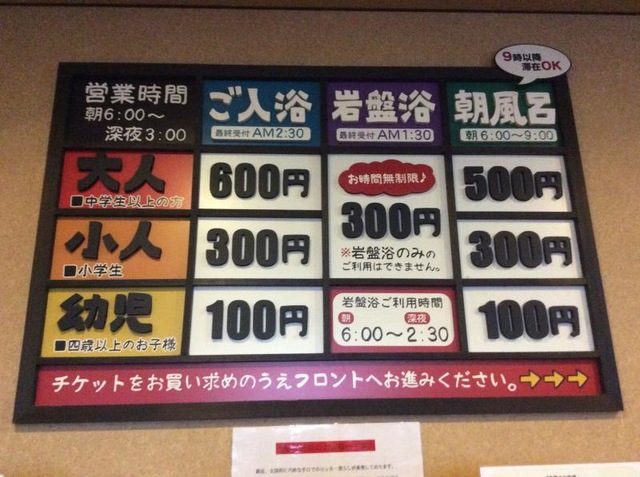 9時以降
滞在OK
営業時間
朝6:00〜
深夜3:00
ご入浴
最終受付 AM2:30
岩盤浴
最終受付 AM1:30
朝風呂
朝6:00〜9:00
大人
■中学生以上の方
600円
お時間無制限♪
300円
※岩盤浴のみの
ご利用はできません。
500円
小人
■小学生
300円
300円
幼児
■四歳以上のお子様
100円
岩盤浴ご利用時間
朝 深夜
6:00〜2:30
100円
チケットをお買い求めのうえフロントへお進みください。➡➡➡